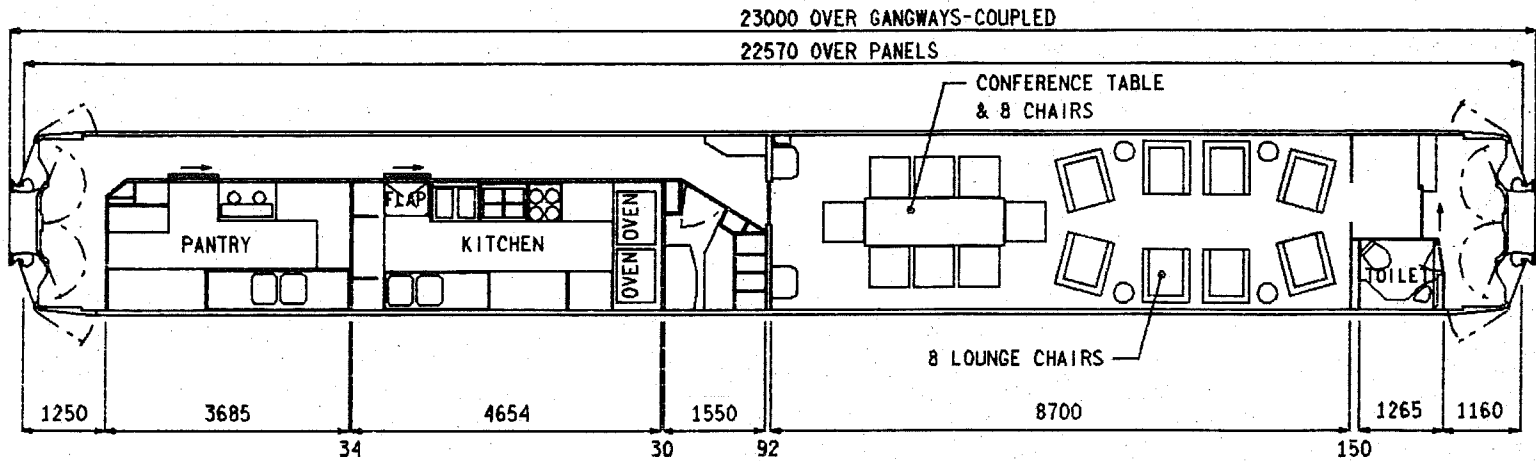 23000 OVER GANGWAYS-COUPLED
22570 OVER PANELS
CONFERENCE TABLE
& 8 CHAIRS
FLAP
PANTRY
KITCHEN
OVEN
OVEN
TOILET
8 LOUNGE CHAIRS
1250 3685 4654 1550 8700 1265 1160
34 30 92 150